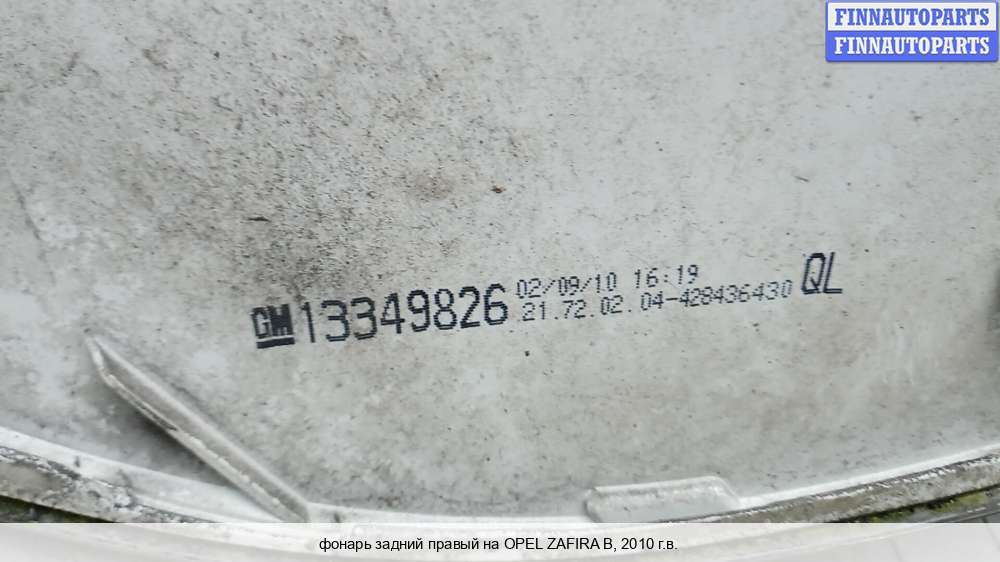 FINNAUTOPARTS
FINNAUTOPARTS
GM 13349826 02/09/10 16:19
21.72.02.04-428436430 QL
фонарь задний правый на OPEL ZAFIRA B, 2010 г.в.